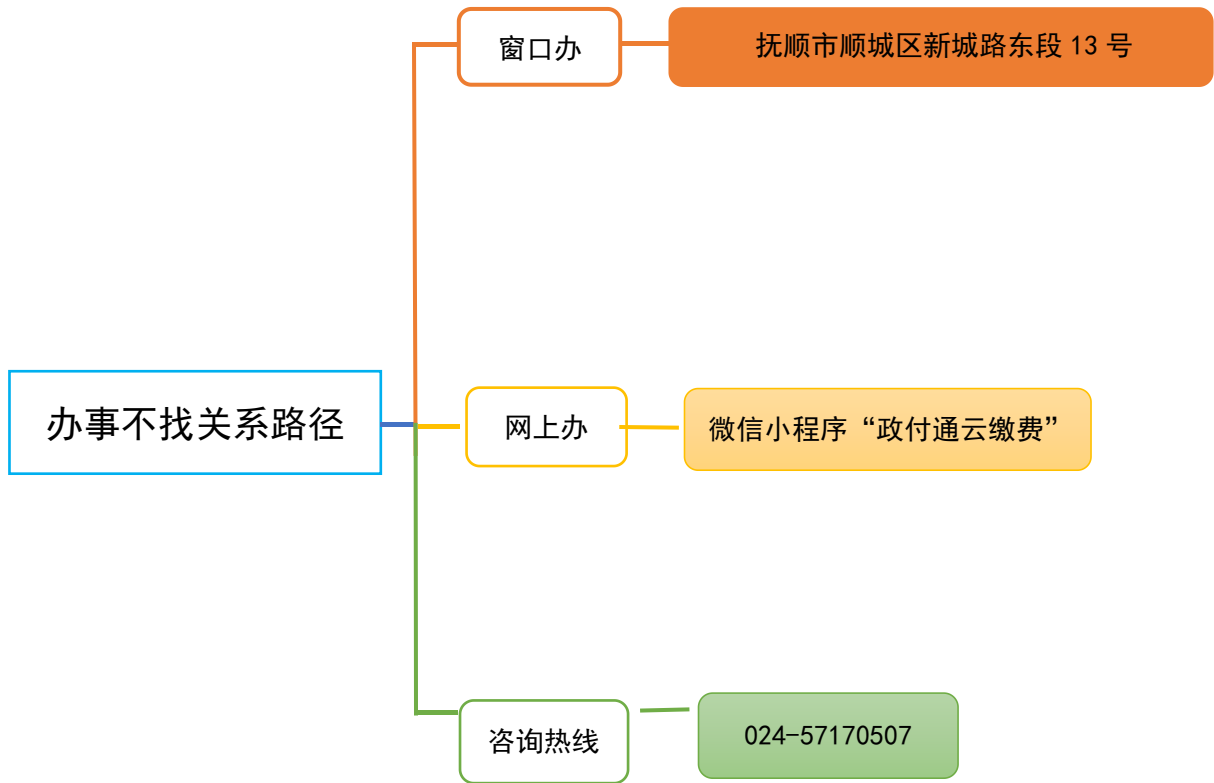 窗口办
抚顺市顺城区新城路东段 13 号
办事不找关系路径
网上办
微信小程序“政付通云缴费”
咨询热线
024-57170507